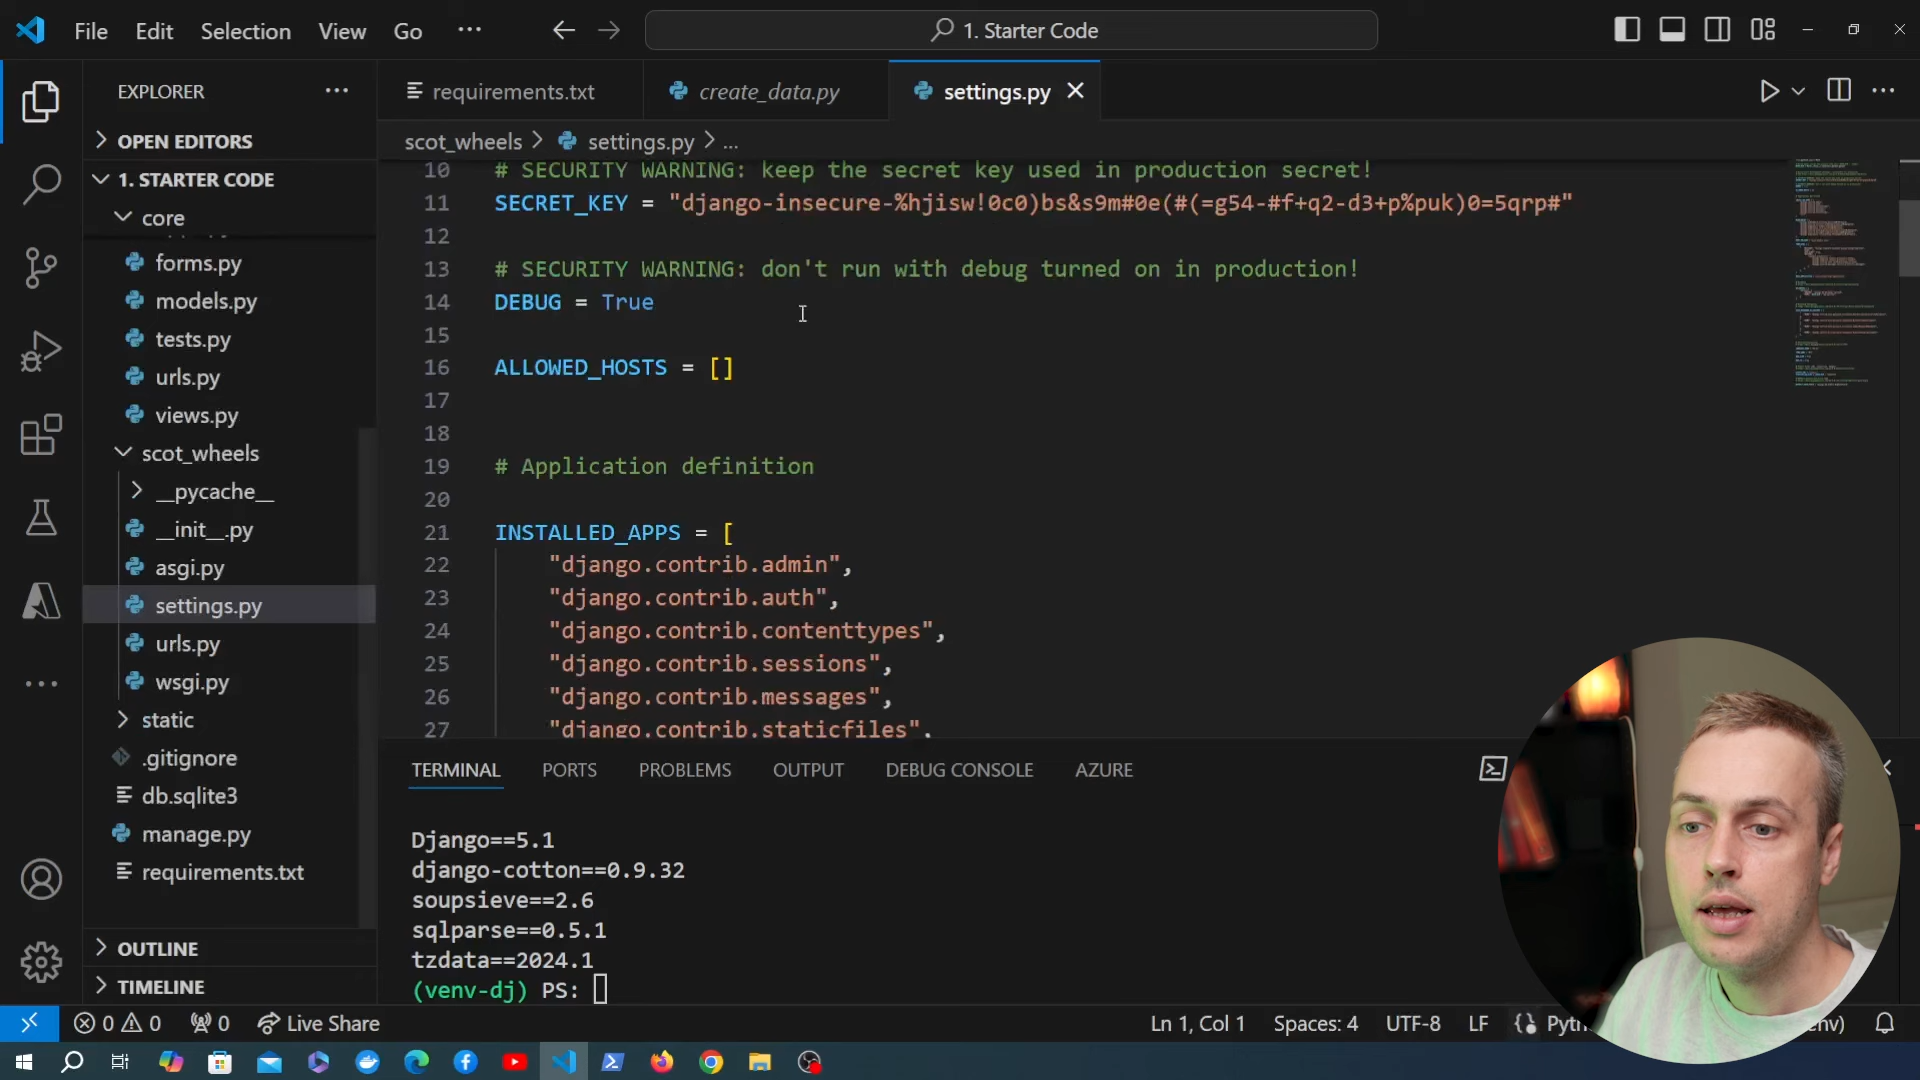 File Edit Selection View Go ... 1. Starter Code
EXPLORER
OPEN EDITORS
1. STARTER CODE
core
forms.py
models.py
tests.py
urls.py
views.py
scot_wheels
__pycache__
__init__.py
asgi.py
settings.py
urls.py
wsgi.py
static
.gitignore
db.sqlite3
manage.py
requirements.txt
OUTLINE
TIMELINE
requirements.txt create_data.py settings.py
scot_wheels > settings.py > ...
10 # SECURITY WARNING: keep the secret key used in production secret!
11 SECRET_KEY = "django-insecure-%hjisw!0c0)bs&s9m#0e(#(=g54-#f+q2-d3+p%puk)0=5qrp#"
12
13 # SECURITY WARNING: don't run with debug turned on in production!
14 DEBUG = True
15
16 ALLOWED_HOSTS = []
17
18
19 # Application definition
20
21 INSTALLED_APPS = [
22 "django.contrib.admin",
23 "django.contrib.auth",
24 "django.contrib.contenttypes",
25 "django.contrib.sessions",
26 "django.contrib.messages",
27 "django.contrib.staticfiles",
TERMINAL PORTS PROBLEMS OUTPUT DEBUG CONSOLE AZURE
Django==5.1
django-cotton==0.9.32
soupsieve==2.6
sqlparse==0.5.1
tzdata==2024.1
(venv-dj) PS:
0 0 0 Live Share Ln 1, Col 1 Spaces: 4 UTF-8 LF